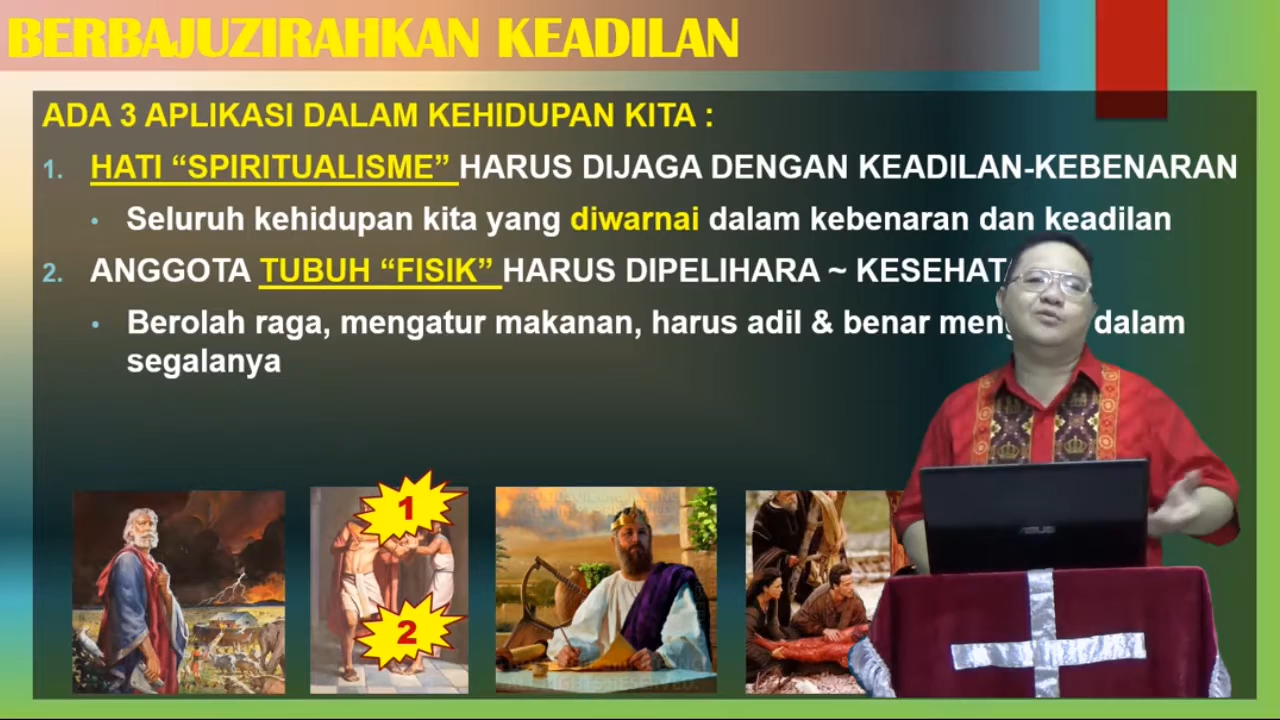 BERBAJUZIRAHKAN KEADILAN
ADA 3 APLIKASI DALAM KEHIDUPAN KITA :
1. HATI “SPIRITUALISME” HARUS DIJAGA DENGAN KEADILAN-KEBENARAN
• Seluruh kehidupan kita yang diwarnai dalam kebenaran dan keadilan
2. ANGGOTA TUBUH “FISIK” HARUS DIPELIHARA ~
• Berolah raga, mengatur makanan, harus adil & benar dalam
segalanya
1
2
ASUS